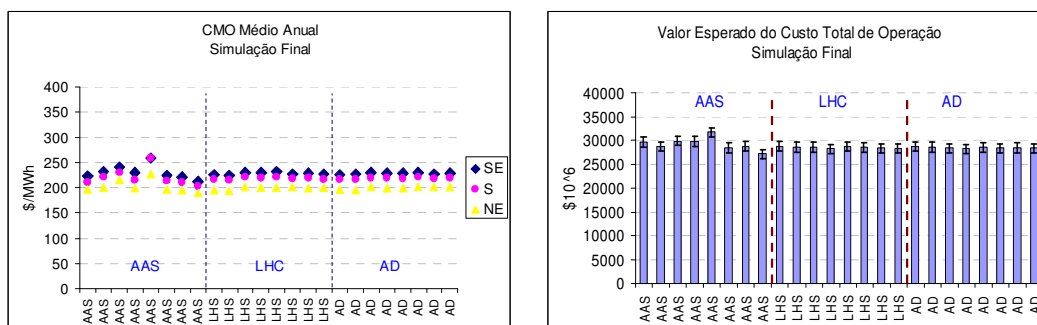 CMO Médio Anual
Simulação Final
$/MWh
400
350
300
250
200
150
100
50
0
AAS
LHC
AD
SE
S
NE
AAS
AAS
AAS
AAS
AAS
AAS
AAS
AAS
LHS
LHS
LHS
LHS
LHS
LHS
LHS
LHS
AD
AD
AD
AD
AD
AD
AD
AD
Valor Esperado do Custo Total de Operação
Simulação Final
$10^6
40000
35000
30000
25000
20000
15000
10000
5000
0
AAS
LHC
AD
AAS
AAS
AAS
AAS
AAS
AAS
AAS
AAS
LHS
LHS
LHS
LHS
LHS
LHS
LHS
LHS
AD
AD
AD
AD
AD
AD
AD
AD